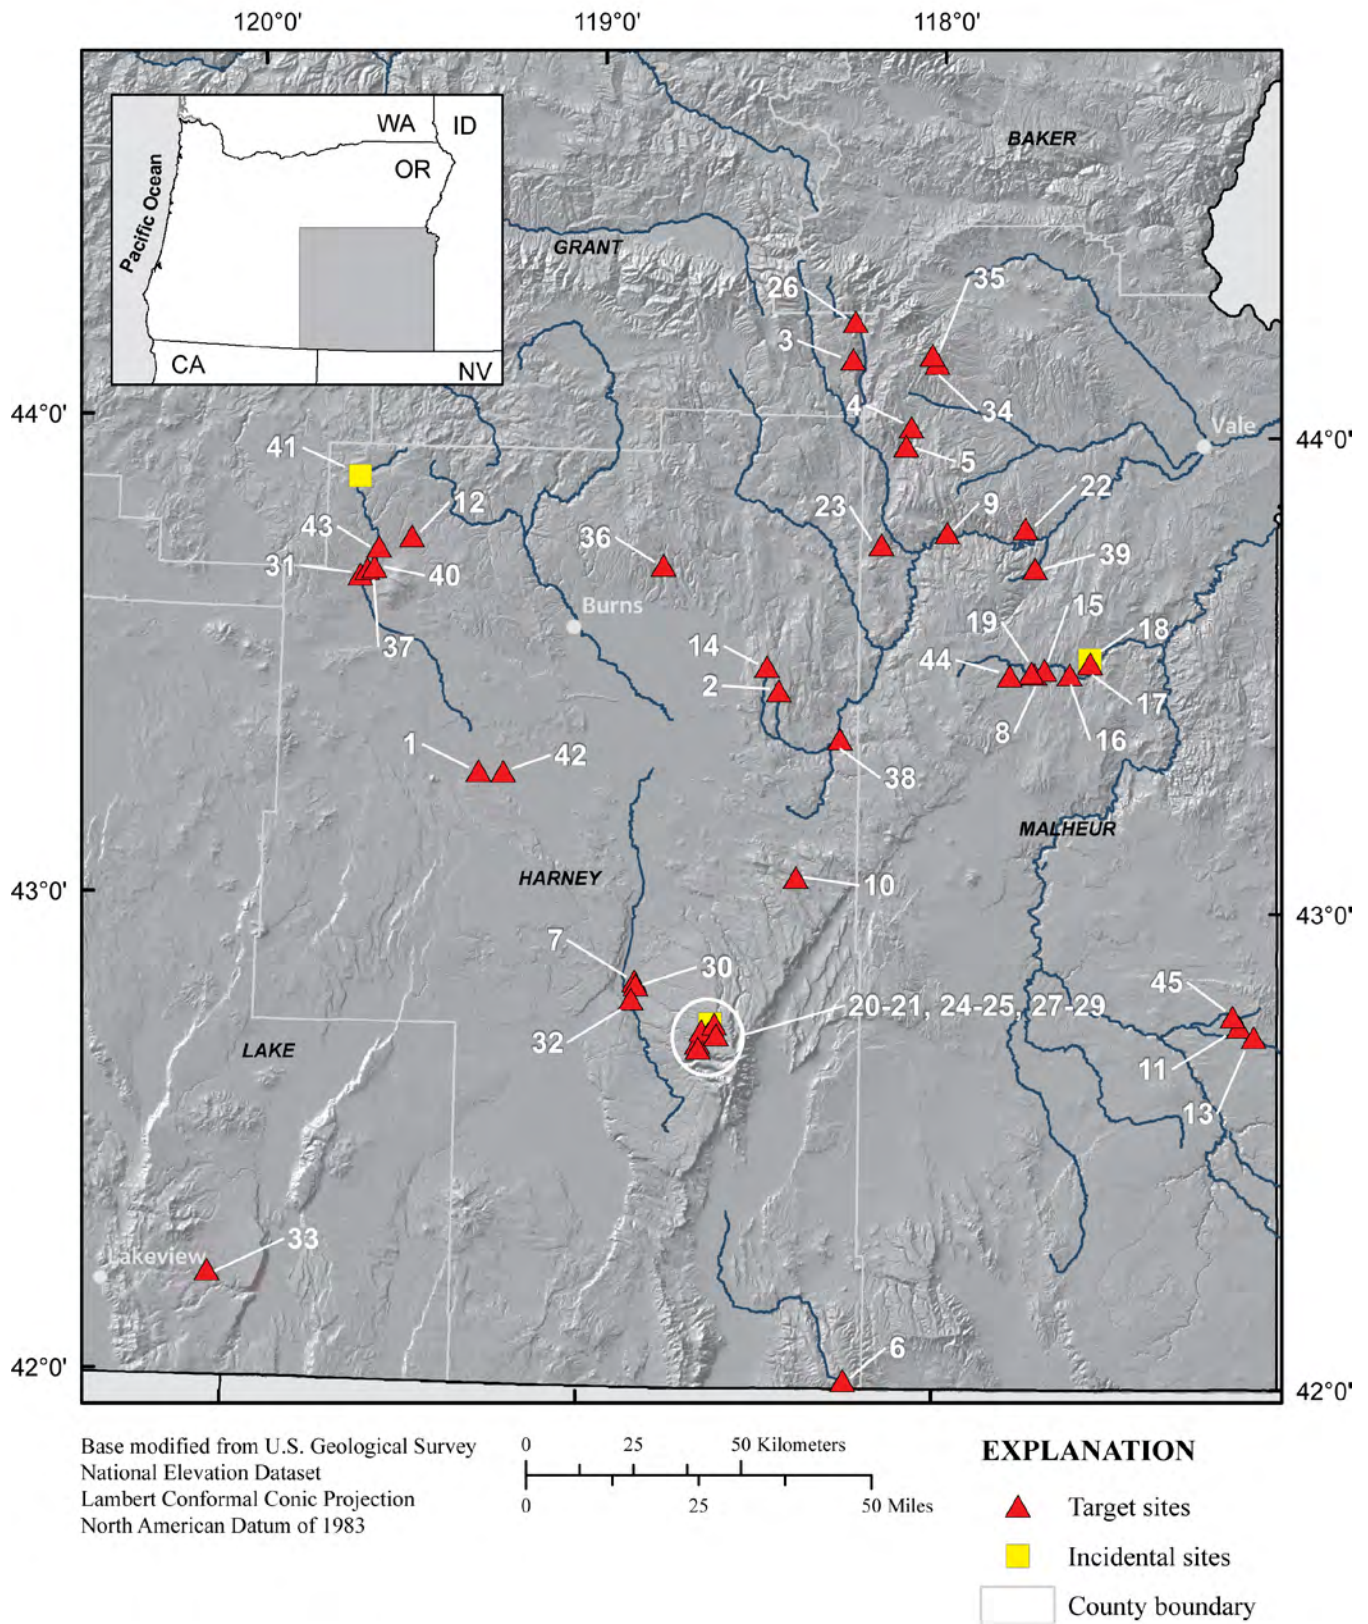 120°0'
119°0'
118°0'
WA
ID
OR
Pacific Ocean
CA
NV
BAKER
GRANT
26
35
3
44°0'
4
34
44°0'
Vale
41
5
12
9
22
43
23
36
31
40
39
Burns
37
19
15
18
14
44
2
17
8
16
1
42
38
MALHEUR
HARNEY
10
43°0'
43°0'
7
30
45
20-21, 24-25, 27-29
32
LAKE
11
13
33
Lakeview
6
42°0'
42°0'
Base modified from U.S. Geological Survey
National Elevation Dataset
Lambert Conformal Conic Projection
North American Datum of 1983
0 25 50 Kilometers
0 25 50 Miles
EXPLANATION
Target sites
Incidental sites
County boundary